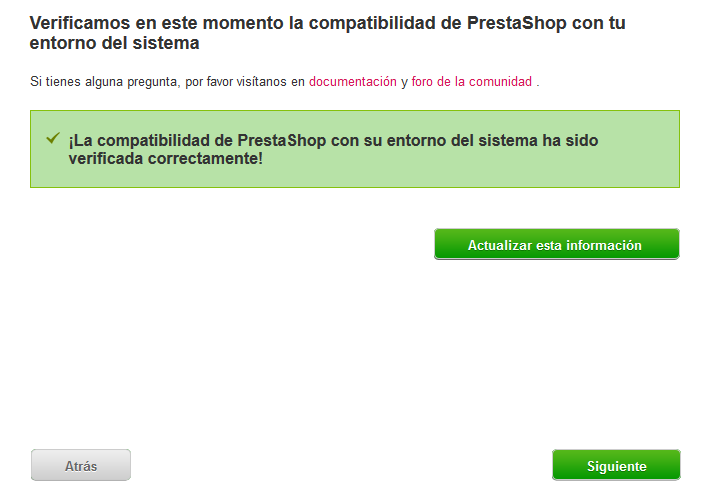 Verificamos en este momento la compatibilidad de PrestaShop con tu
entorno del sistema
Si tienes alguna pregunta, por favor visítanos en documentación y foro de la comunidad .
¡La compatibilidad de PrestaShop con su entorno del sistema ha sido
verificada correctamente!
Actualizar esta información
Atrás
Siguiente